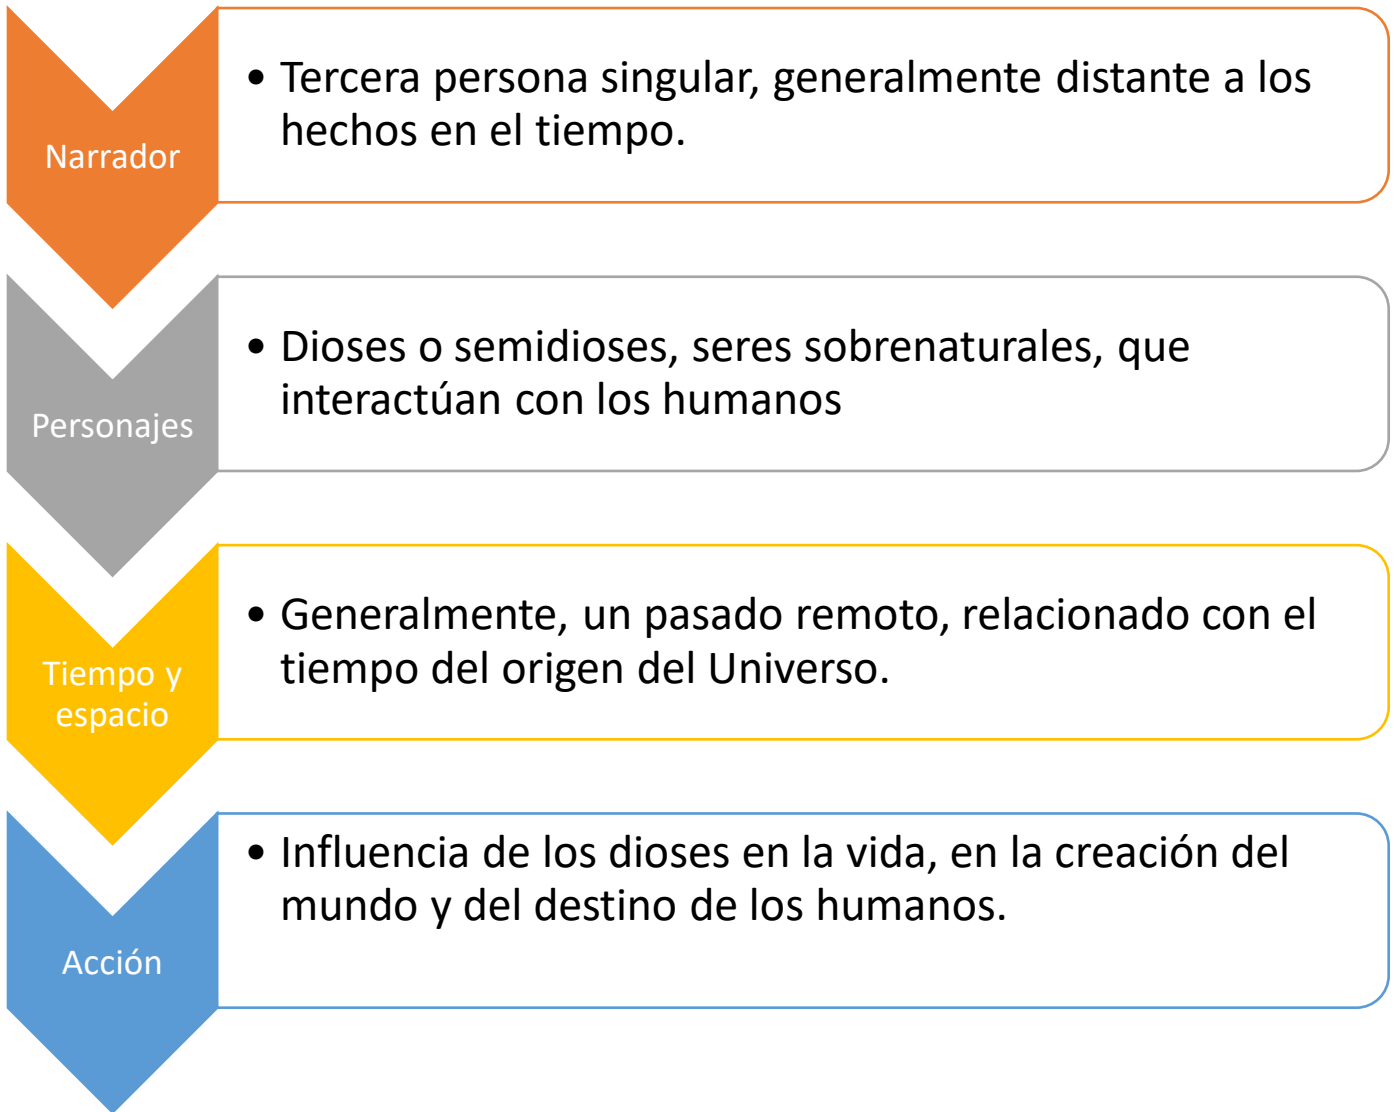 Narrador
• Tercera persona singular, generalmente distante a los
hechos en el tiempo.
Personajes
• Dioses o semidioses, seres sobrenaturales, que
interactúan con los humanos
Tiempo y
espacio
• Generalmente, un pasado remoto, relacionado con el
tiempo del origen del Universo.
Acción
• Influencia de los dioses en la vida, en la creación del
mundo y del destino de los humanos.